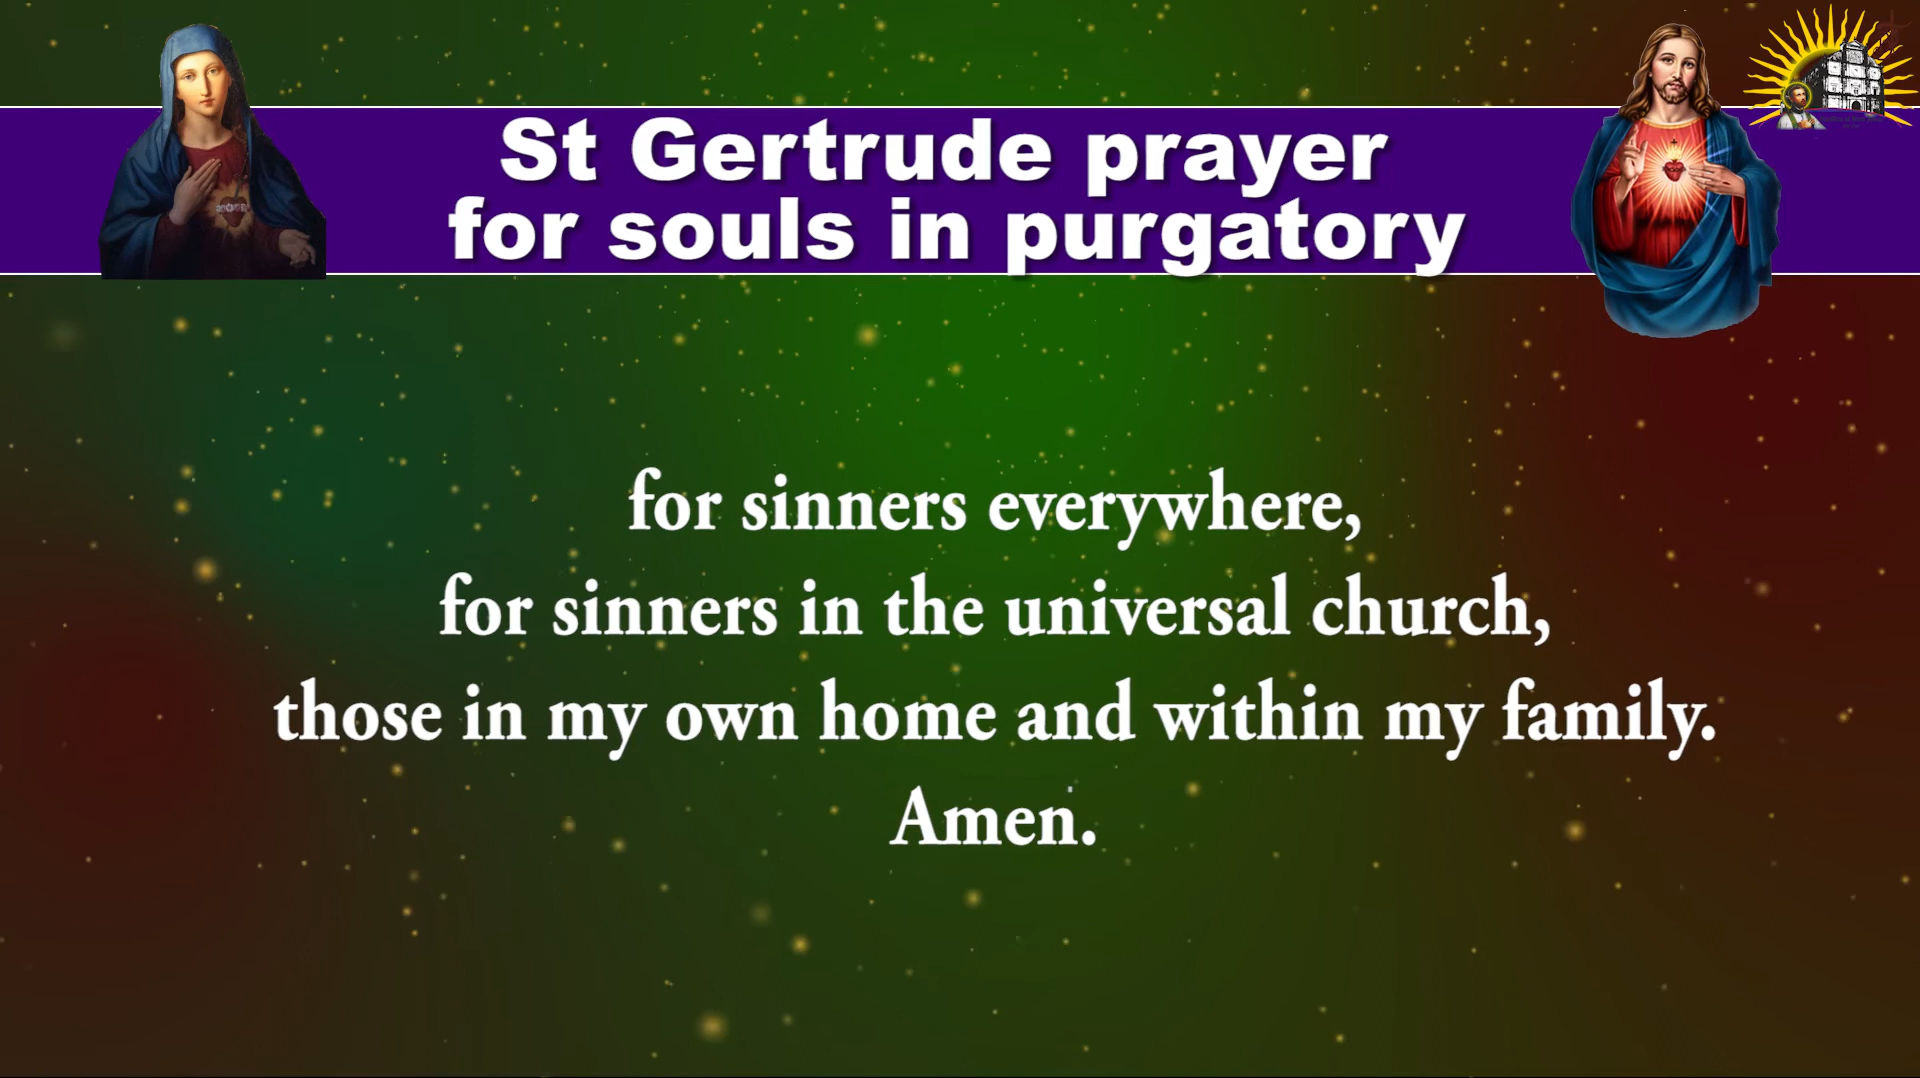 St Gertrude prayer
for souls in purgatory
for sinners everywhere,
for sinners in the universal church,
those in my own home and within my family.
Amen.